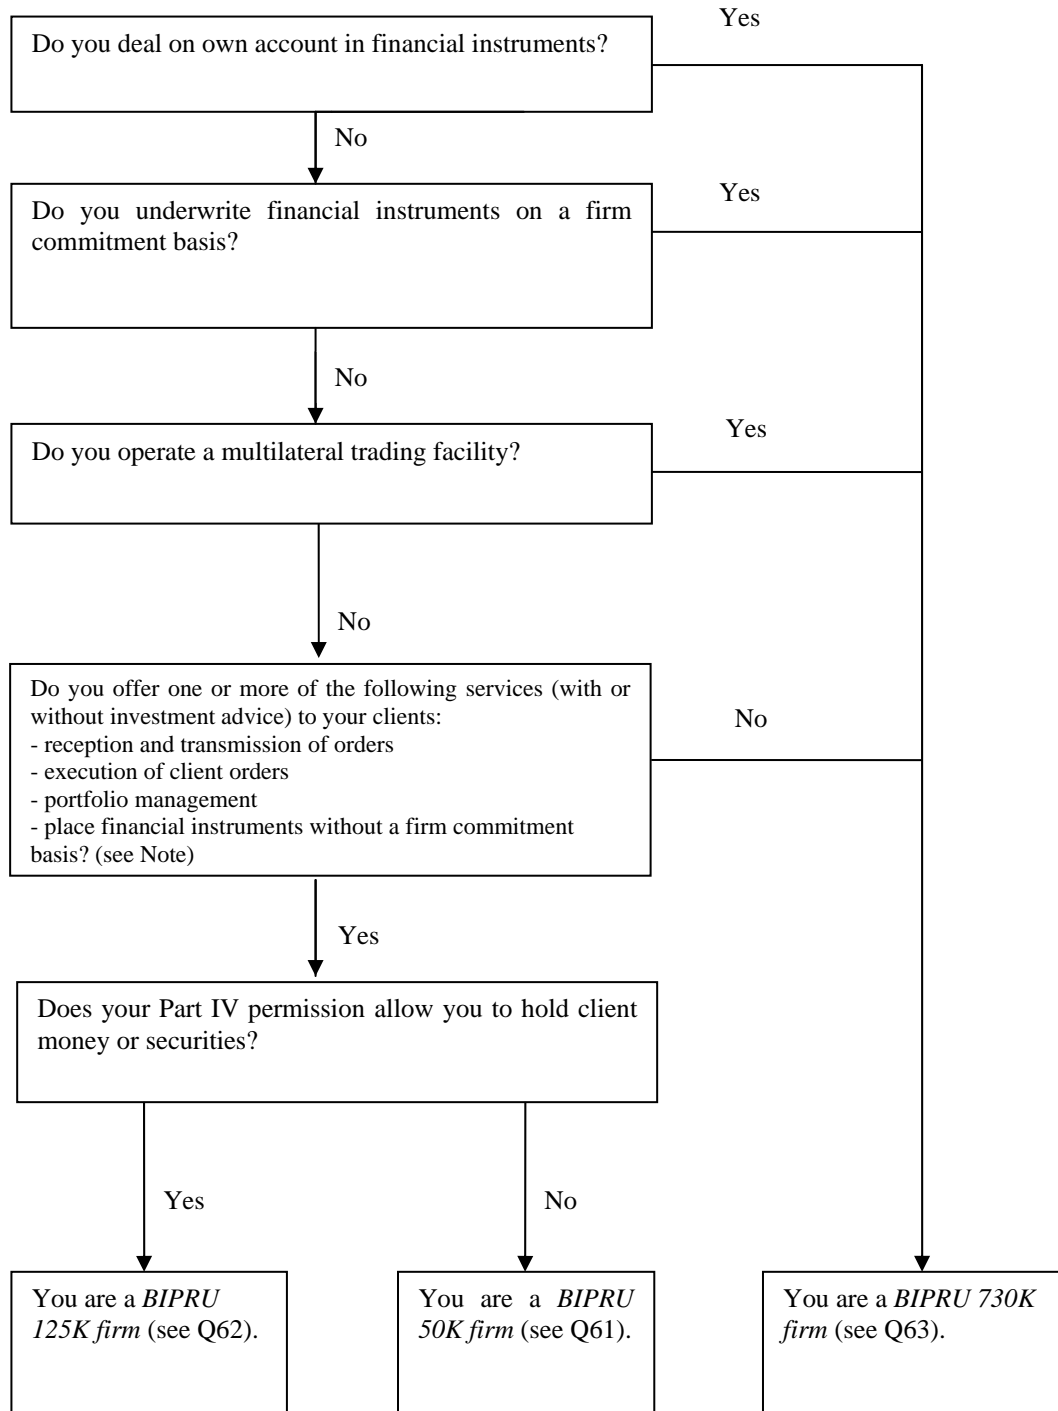 Yes
Do you deal on own account in financial instruments?
No
Yes
Do you underwrite financial instruments on a firm
commitment basis?
No
Yes
Do you operate a multilateral trading facility?
No
Do you offer one or more of the following services (with or
without investment advice) to your clients:
- reception and transmission of orders
- execution of client orders
- portfolio management
- place financial instruments without a firm commitment
basis? (see Note)
No
Yes
Does your Part IV permission allow you to hold client
money or securities?
Yes
No
You are a BIPRU
125K firm (see Q62).
You are a BIPRU
50K firm (see Q61).
You are a BIPRU 730K
firm (see Q63).